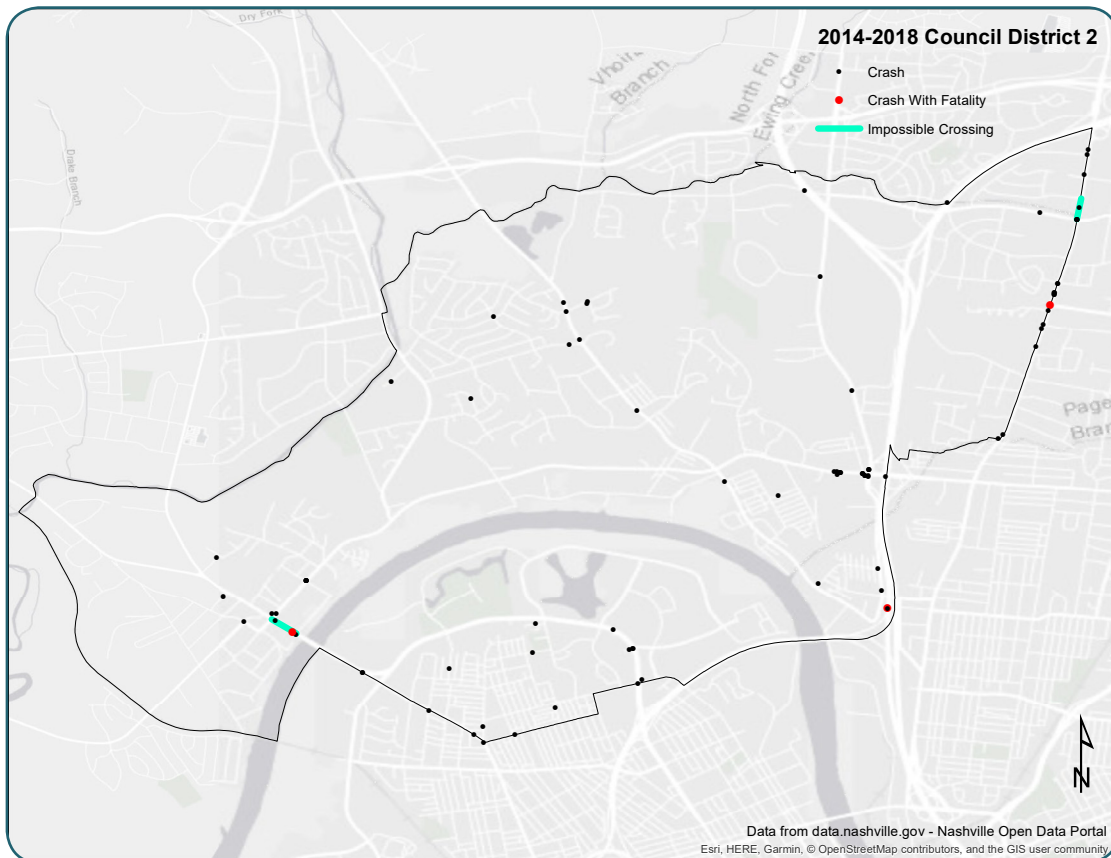 Dry Fork
2014-2018 Council District 2
Crash
Crash With Fatality
Impossible Crossing
Branch
North For
Ewing Creek
Drake Branch
Page
Bran
N
Data from data.nashville.gov - Nashville Open Data Portal
Esri, HERE, Garmin, © OpenStreetMap contributors, and the GIS user community